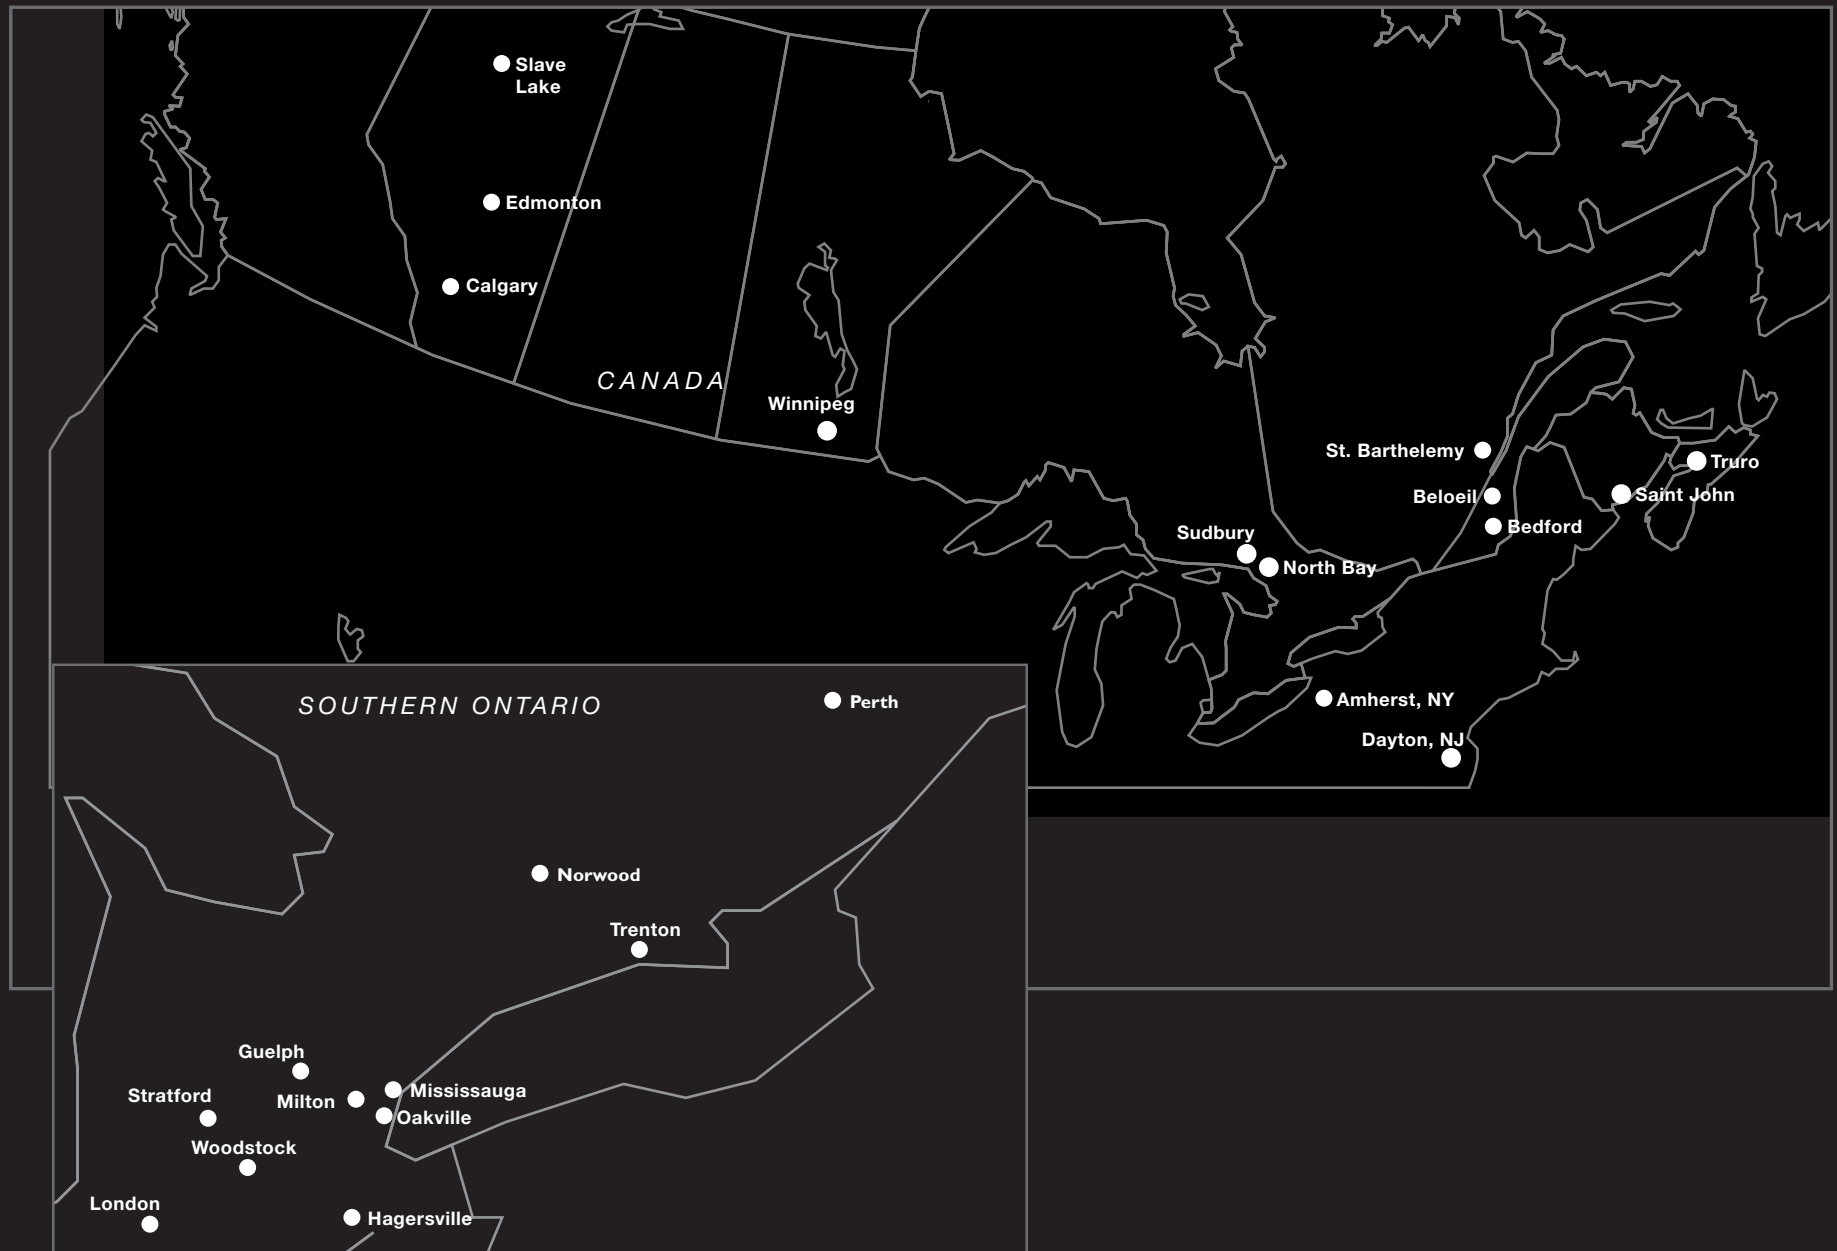 Slave
Lake
Edmonton
Calgary
CANADA
Winnipeg
St. Barthelemy
Truro
Beloeil
Saint John
Bedford
Sudbury
North Bay
Amherst, NY
Dayton, NJ
SOUTHERN ONTARIO
Perth
Norwood
Trenton
Guelph
Mississauga
Stratford
Milton
Oakville
Woodstock
London
Hagersville